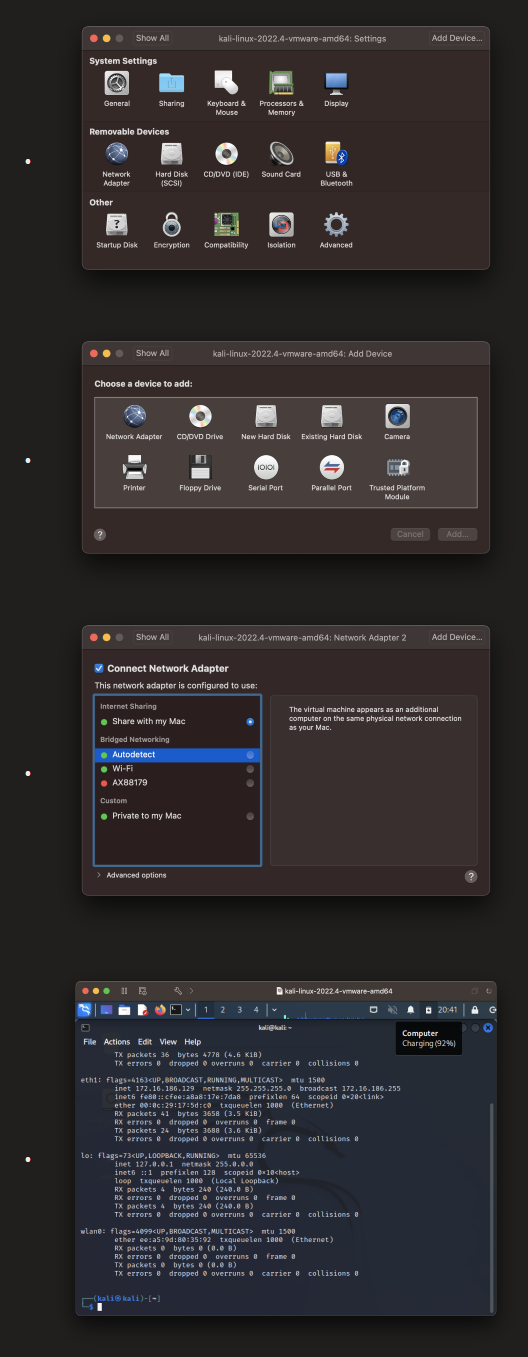 Show All kali-linux-2022.4-vmware-amd64: Settings Add Device...
System Settings
General Sharing Keyboard & Mouse Processors & Memory Display
Removable Devices
Network Adapter Hard Disk (SCSI) CD/DVD (IDE) Sound Card USB & Bluetooth
Other
Startup Disk Encryption Compatibility Isolation Advanced
Show All kali-linux-2022.4-vmware-amd64: Add Device
Choose a device to add:
Network Adapter CD/DVD Drive New Hard Disk Existing Hard Disk Camera
Printer Floppy Drive Serial Port Parallel Port Trusted Platform Module
? Cancel Add...
Show All kali-linux-2022.4-vmware-amd64: Network Adapter 2 Add Device...
Connect Network Adapter
This network adapter is configured to use:
Internet Sharing
Share with my Mac
Bridged Networking
Autodetect
Wi-Fi
AX88179
Custom
Private to my Mac
The virtual machine appears as an additional
computer on the same physical network connection
as your Mac.
Advanced options ?
kali-linux-2022.4-vmware-amd64
1 2 3 4 20:41
kali@kali: ~
Computer
Charging (92%)
File Actions Edit View Help
TX packets 36 bytes 4778 (4.6 KiB)
TX errors 0 dropped 0 overruns 0 carrier 0 collisions 0
eth1: flags=4163<UP,BROADCAST,RUNNING,MULTICAST> mtu 1500
inet 172.16.186.129 netmask 255.255.255.0 broadcast 172.16.186.255
inet6 fe80::cfee:a8a8:17e:7da8 prefixlen 64 scopeid 0×20<link>
ether 00:0c:29:17:5d:c0 txqueuelen 1000 (Ethernet)
RX packets 41 bytes 3658 (3.5 KiB)
RX errors 0 dropped 0 overruns 0 frame 0
TX packets 24 bytes 3688 (3.6 KiB)
TX errors 0 dropped 0 overruns 0 carrier 0 collisions 0
lo: flags=73<UP,LOOPBACK,RUNNING> mtu 65536
inet 127.0.0.1 netmask 255.0.0.0
inet6 ::1 prefixlen 128 scopeid 0×10<host>
loop txqueuelen 1000 (Local Loopback)
RX packets 4 bytes 240 (240.0 B)
RX errors 0 dropped 0 overruns 0 frame 0
TX packets 4 bytes 240 (240.0 B)
TX errors 0 dropped 0 overruns 0 carrier 0 collisions 0
wlan0: flags=4099<UP,BROADCAST,MULTICAST> mtu 1500
ether ee:a5:9d:80:35:92 txqueuelen 1000 (Ethernet)
RX packets 0 bytes 0 (0.0 B)
RX errors 0 dropped 0 overruns 0 frame 0
TX packets 0 bytes 0 (0.0 B)
TX errors 0 dropped 0 overruns 0 carrier 0 collisions 0
┌──(kali㉿kali)-[~]
└─$